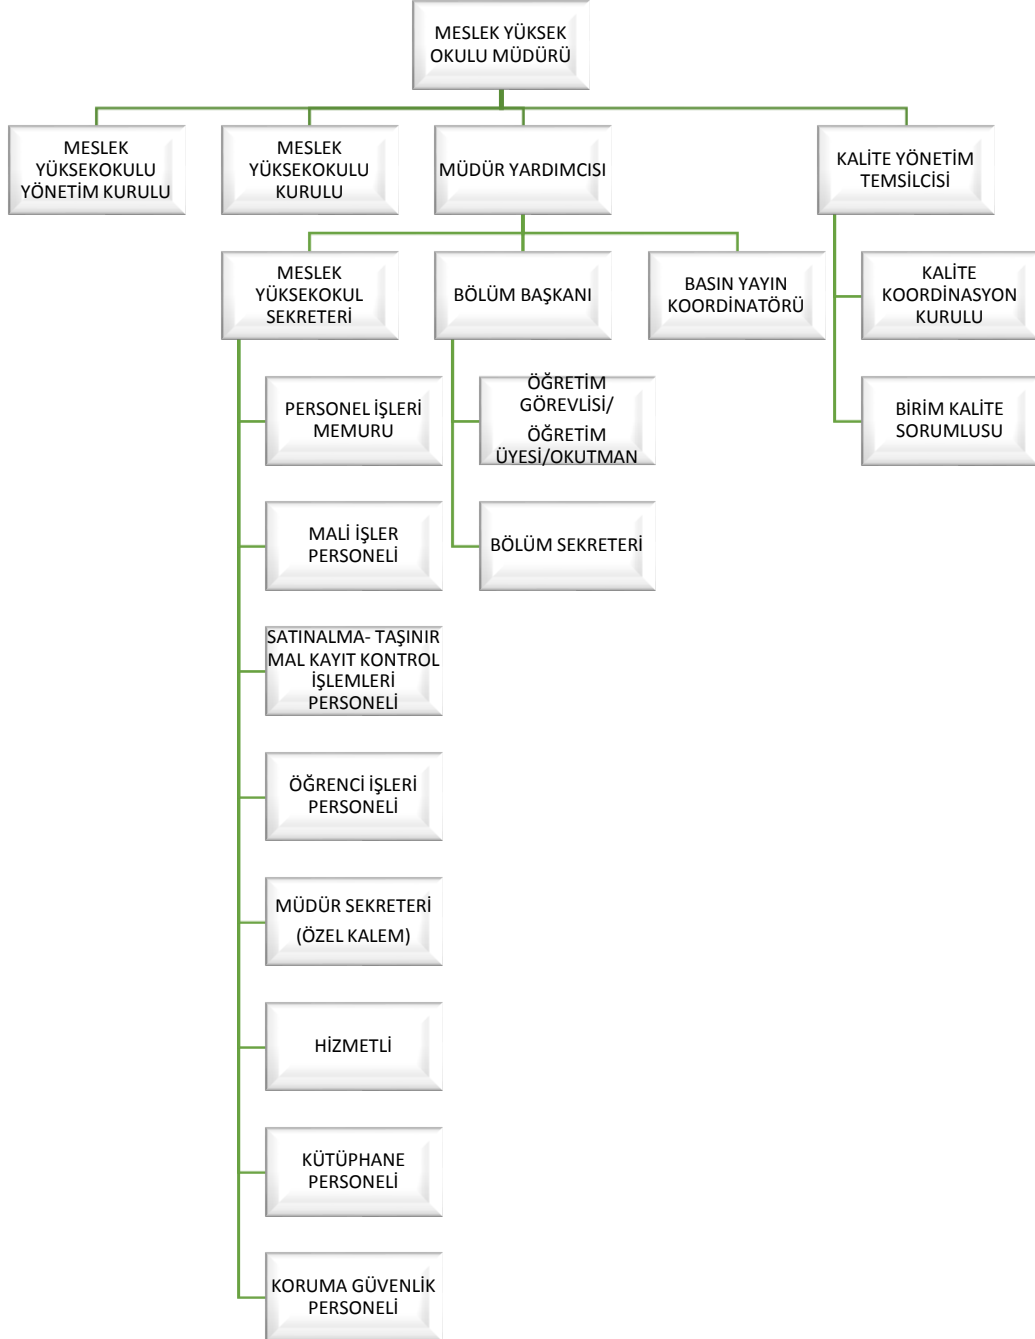 MESLEK YÜKSEK
OKULU MÜDÜRÜ
MESLEK
YÜKSEKOKULU
YÖNETİM KURULU
MESLEK
YÜKSEKOKULU
KURULU
MÜDÜR YARDIMCISI
KALİTE YÖNETİM
TEMSİLCİSİ
MESLEK
YÜKSEKOKUL
SEKRETERİ
BÖLÜM BAŞKANI
BASIN YAYIN
KOORDİNATÖRÜ
KALİTE
KOORDİNASYON
KURULU
PERSONEL İŞLERİ
MEMURU
ÖĞRETİM
GÖREVLİSİ/
ÖĞRETİM
ÜYESİ/OKUTMAN
BİRİM KALİTE
SORUMLUSU
MALİ İŞLER
PERSONELİ
BÖLÜM SEKRETERİ
SATINALMA- TAŞINIR
MAL KAYIT KONTROL
İŞLEMLERİ
PERSONELİ
ÖĞRENCİ İŞLERİ
PERSONELİ
MÜDÜR SEKRETERİ
(ÖZEL KALEM)
HİZMETLİ
KÜTÜPHANE
PERSONELİ
KORUMA GÜVENLİK
PERSONELİ